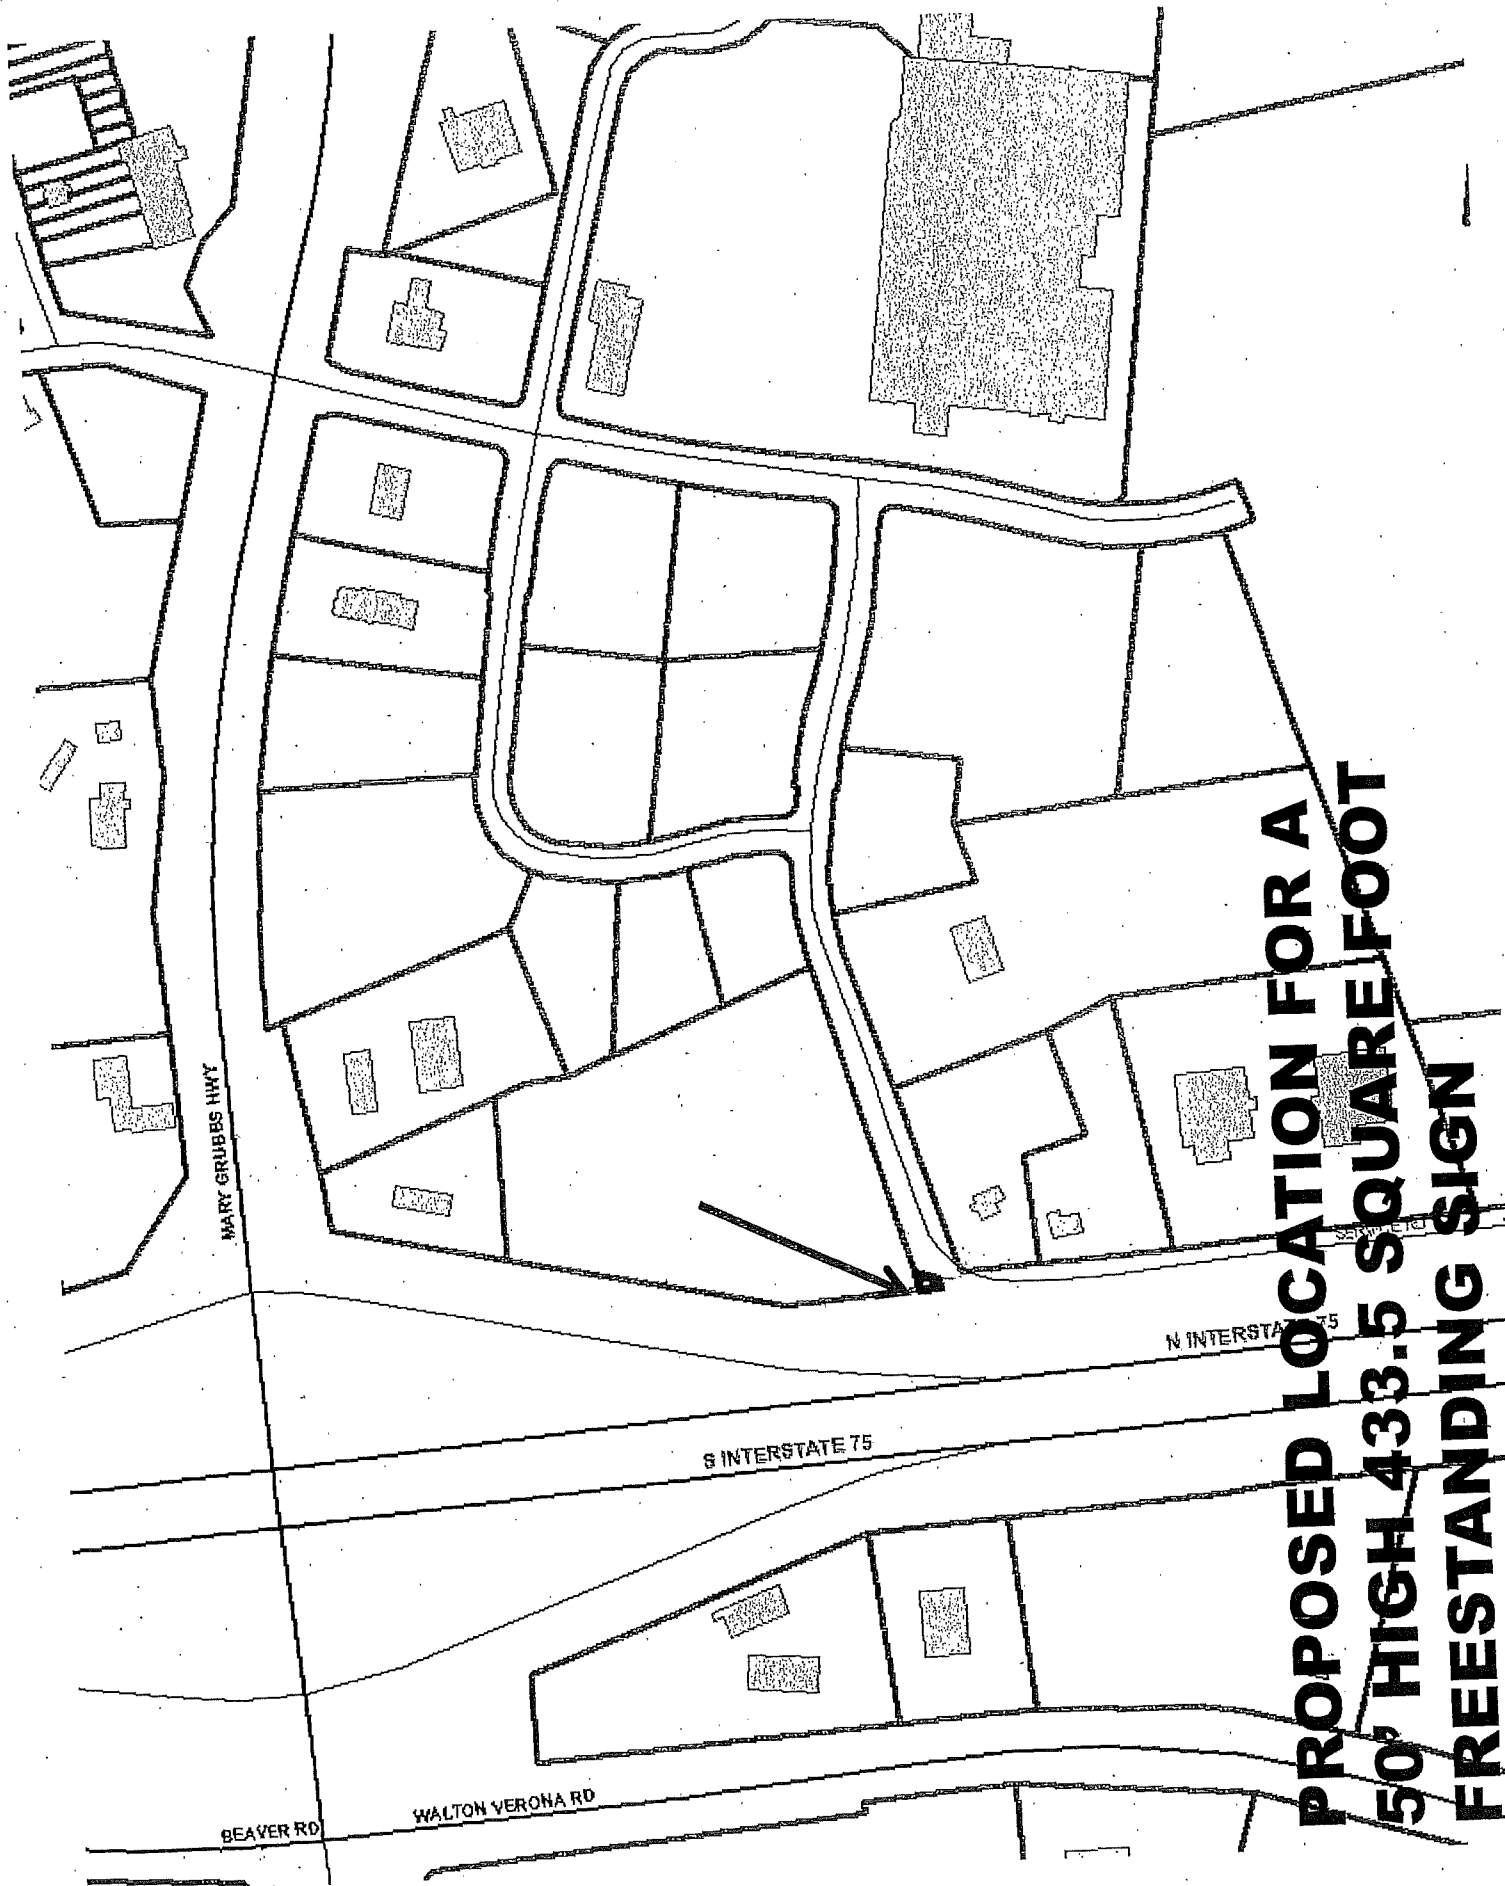 MARY GRUBBS HWY
N INTERSTATE 75
S INTERSTATE 75
WALTON VERONA RD
BEAVER RD
PROPOSED LOCATION FOR A
50' HIGH 433.5 SQUARE FOOT
FREESTANDING SIGN